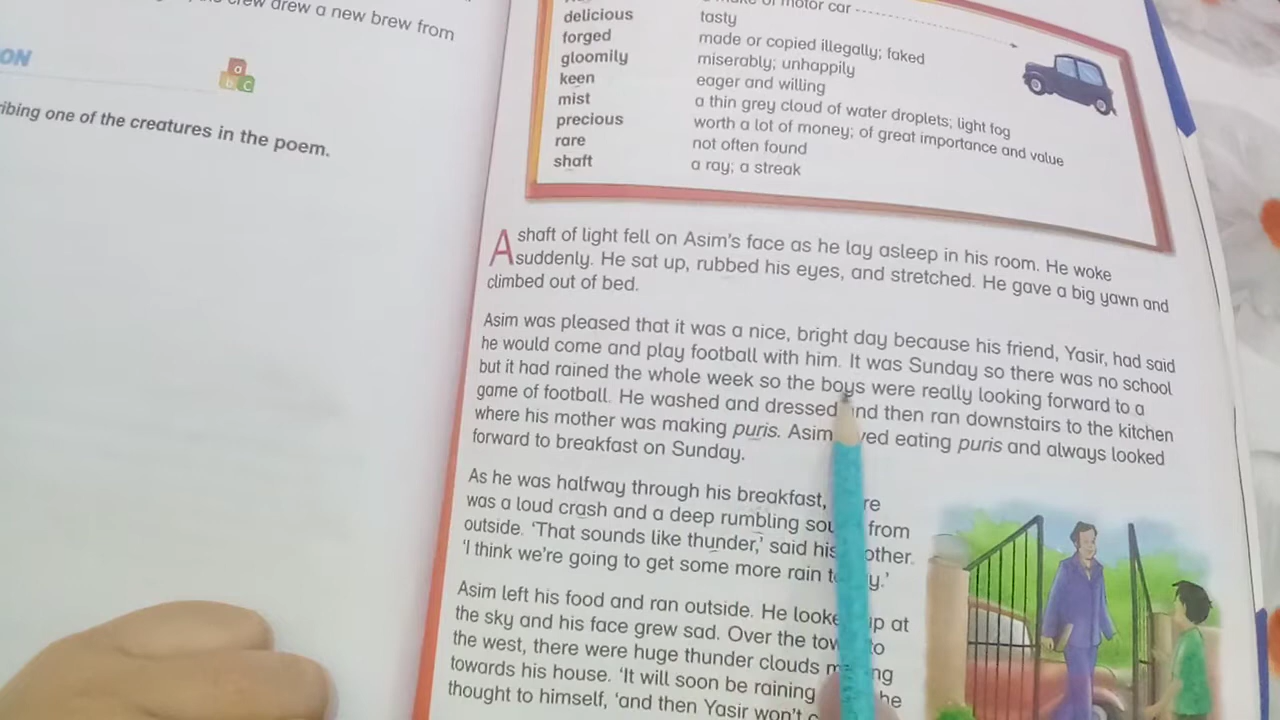 drew a new brew from
ON
a
b c
ribing one of the creatures in the poem.
of motor car
delicious tasty
forged made or copied illegally; faked
gloomily miserably; unhappily
keen eager and willing
mist a thin grey cloud of water droplets; light fog
precious worth a lot of money; of great importance and value
rare not often found
shaft a ray; a streak
A shaft of light fell on Asim's face as he lay asleep in his room. He woke
suddenly. He sat up, rubbed his eyes, and stretched. He gave a big yawn and
climbed out of bed.
Asim was pleased that it was a nice, bright day because his friend, Yasir, had said
he would come and play football with him. It was Sunday so there was no school
but it had rained the whole week so the boys were really looking forward to a
game of football. He washed and dressed and then ran downstairs to the kitchen
where his mother was making puris. Asim eating puris and always looked
forward to breakfast on Sunday.
As he was halfway through his breakfast,
was a loud crash and a deep rumbling from
outside. 'That sounds like thunder,' said his
'I think we're going to get some more rain
Asim left his food and ran outside. He looked up at
the sky and his face grew sad. Over the to
the west, there were huge thunder clouds
towards his house. 'It will soon be raining he
thought to himself, 'and then Yasir won't